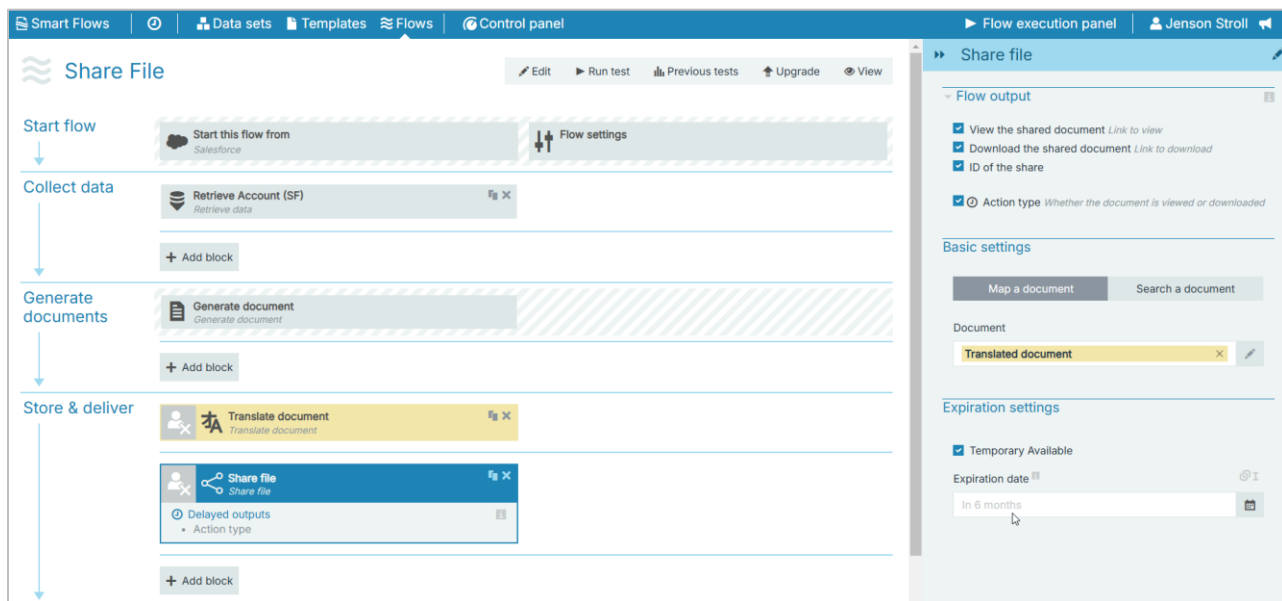 Smart Flows
Data sets
Templates
Flows
Control panel
Flow execution panel
Jenson Stroll
Share File
Edit
Run test
Previous tests
Upgrade
View
Start flow
Start this flow from
Salesforce
Flow settings
Collect data
Retrieve Account (SF)
Retrieve data
+ Add block
Generate
documents
Generate document
Generate document
+ Add block
Store & deliver
Translate document
Translate document
Share file
Share file
Delayed outputs
• Action type
+ Add block
Share file
Flow output
View the shared document Link to view
Download the shared document Link to download
ID of the share
Action type Whether the document is viewed or downloaded
Basic settings
Map a document
Search a document
Document
Translated document
Expiration settings
Temporary Available
Expiration date
In 6 months